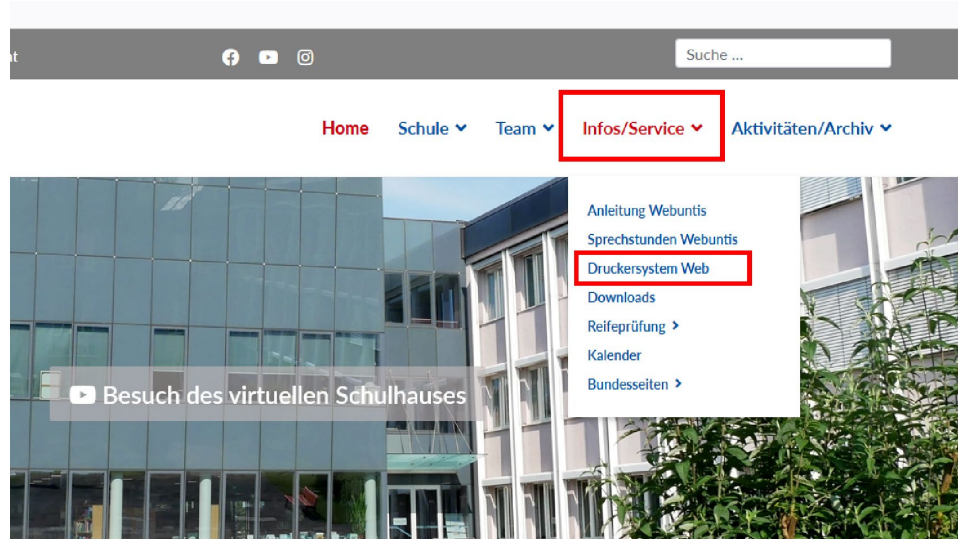 Suche ...
Home Schule Team Infos/Service Aktivitäten/Archiv
Anleitung Webuntis
Sprechstunden Webuntis
Druckersystem Web
Downloads
Reifeprüfung
Kalender
Bundesseiten
Besuch des virtuellen Schulhauses